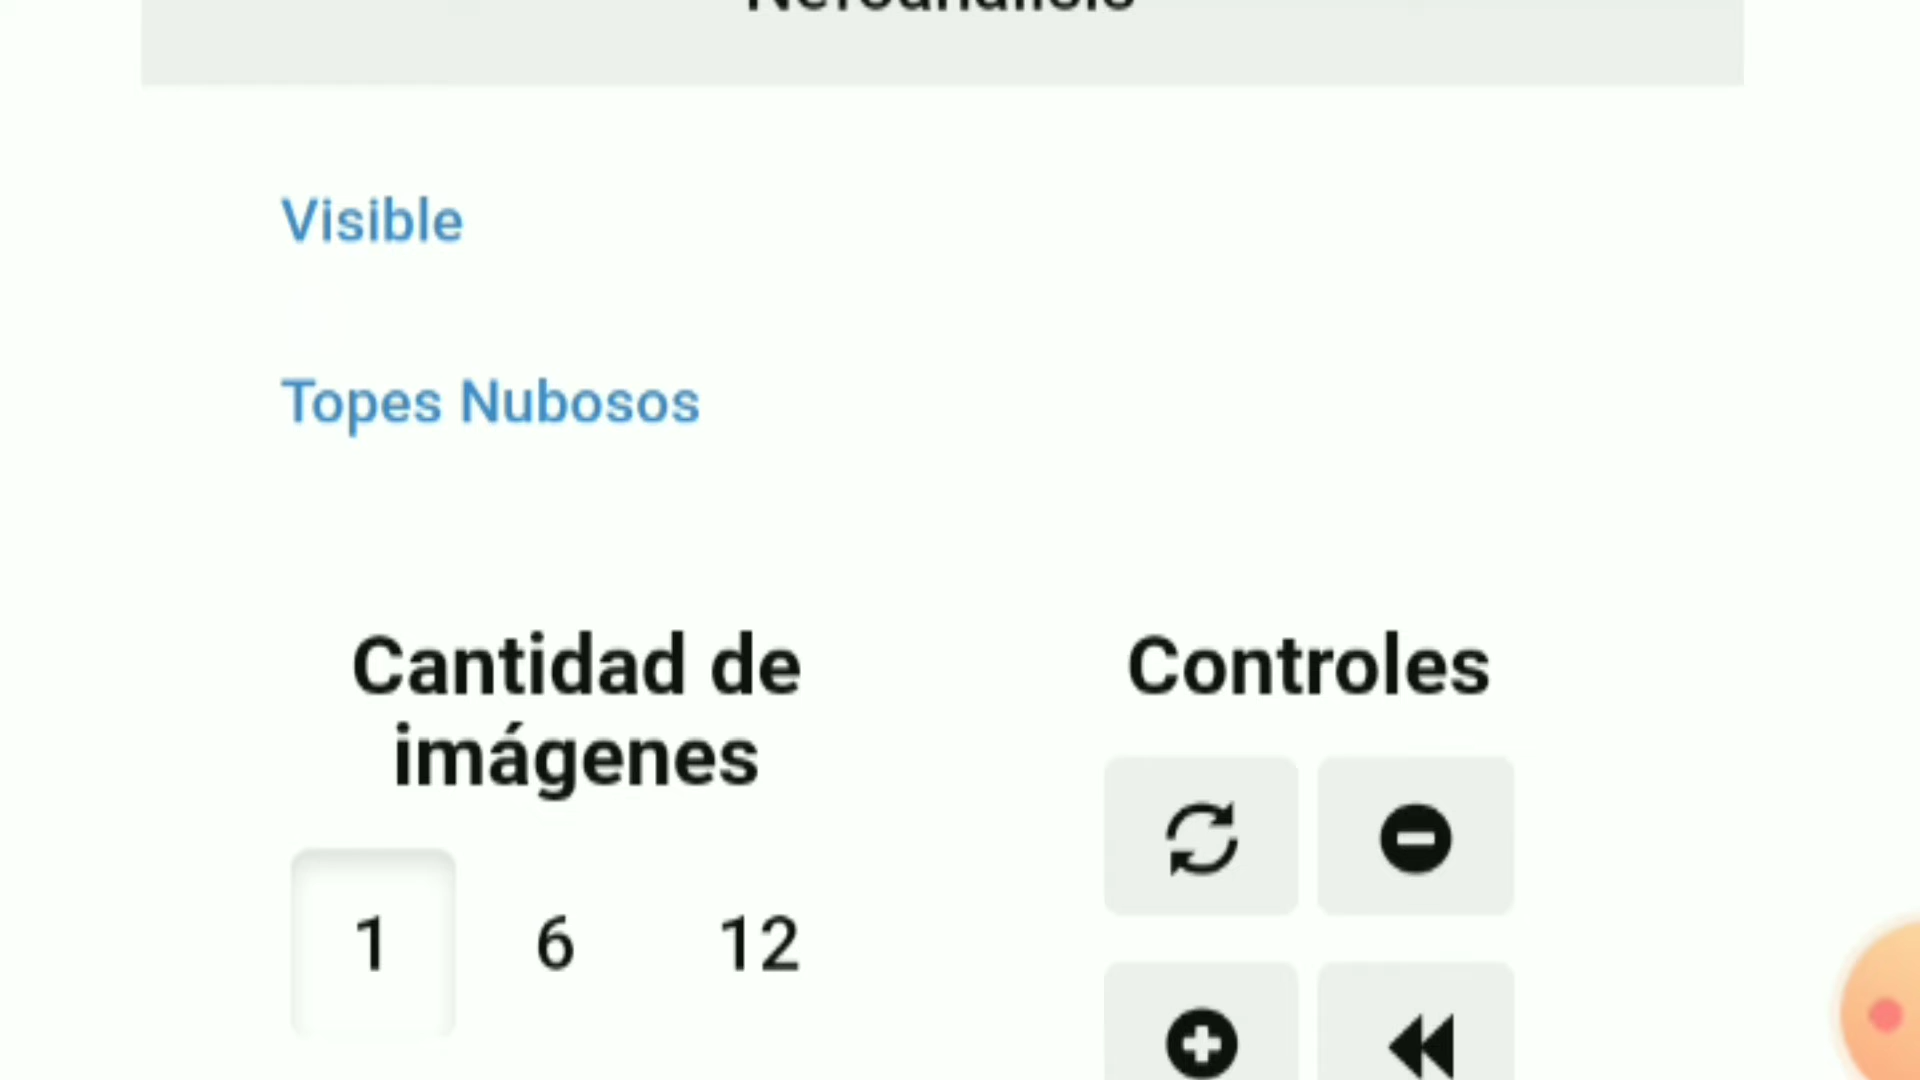 Visible
Topes Nubosos
Cantidad de
imágenes
Controles
1 6 12